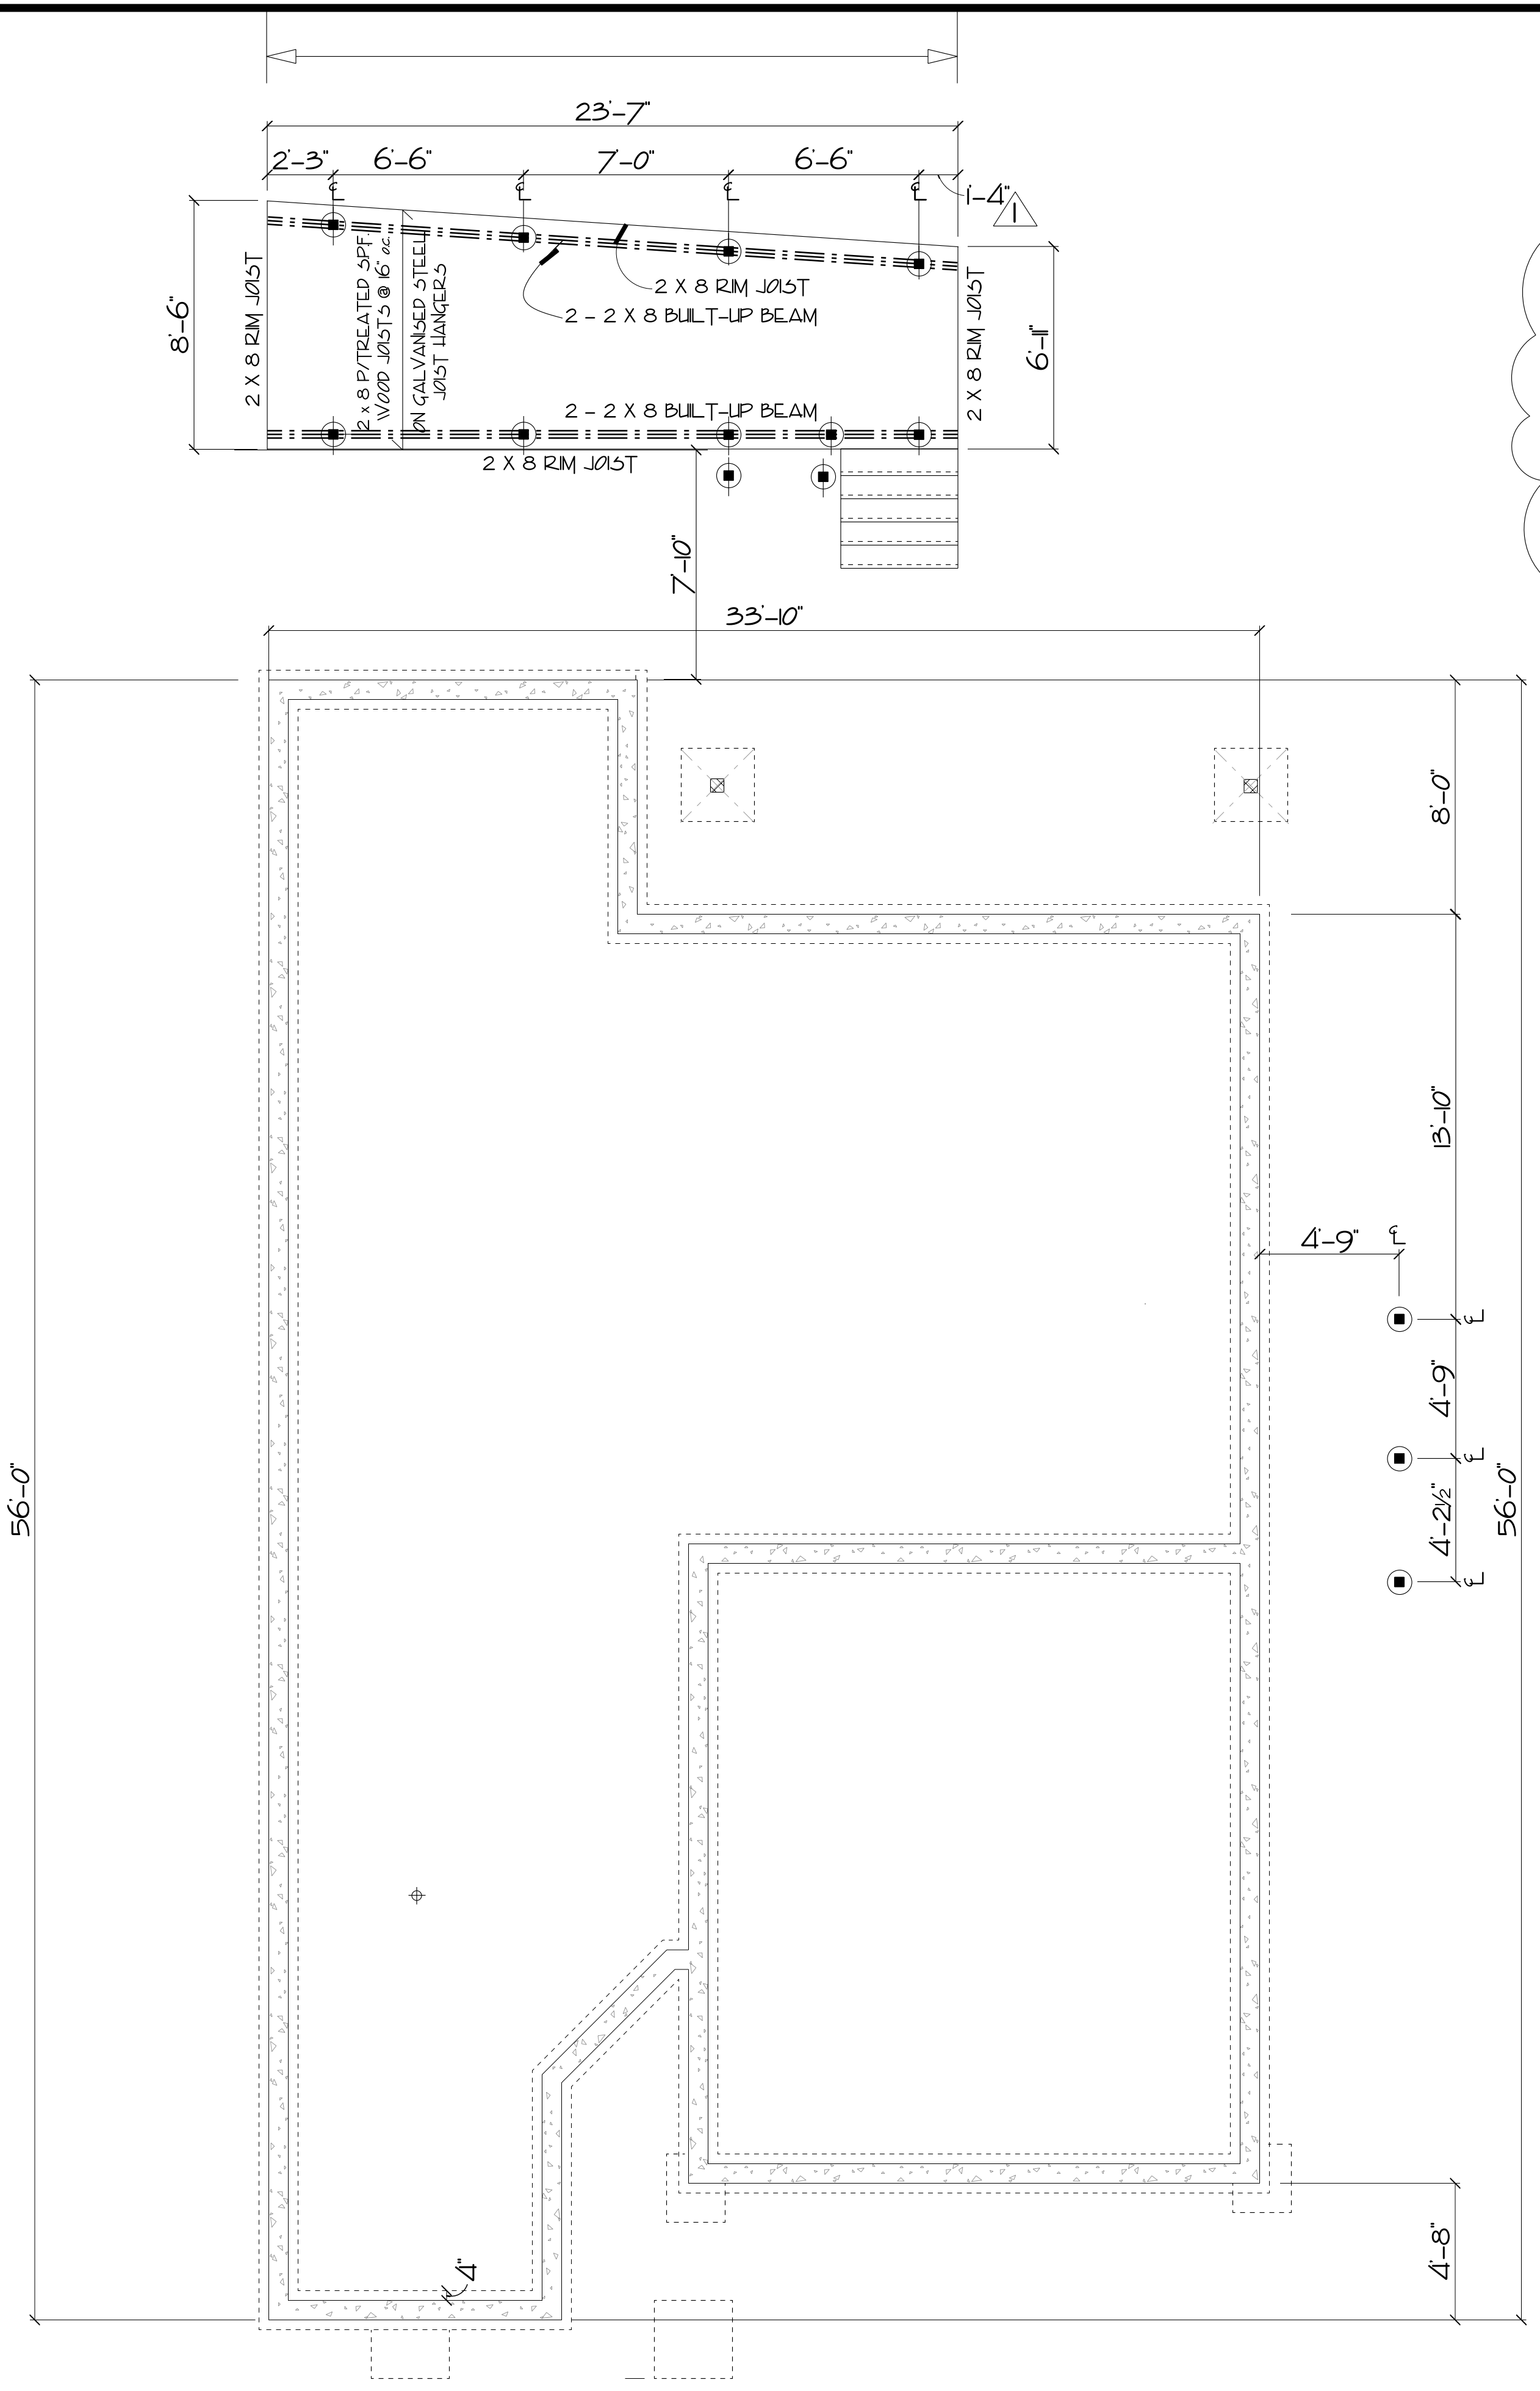 23'-7"
2'-3" 6'-6" 7'-0" 6'-6"
℄ ℄ ℄ ℄
1'-4"
1
8'-6"
2 X 8 RIM JOIST
2 x 8 P/TREATED SPF.
WOOD JOISTS @ 16" O.C.
ON GALVANISED STEEL
JOIST HANGERS
2 X 8 RIM JOIST
2 - 2 X 8 BUILT-UP BEAM
2 X 8 RIM JOIST
6'-11"
2 - 2 X 8 BUILT-UP BEAM
2 X 8 RIM JOIST
7'-10"
33'-10"
8'-0"
13'-10"
4'-9" ℄
℄
4'-9"
℄
56'-0"
4'-2½"
56'-0"
℄
4'-8"
4"